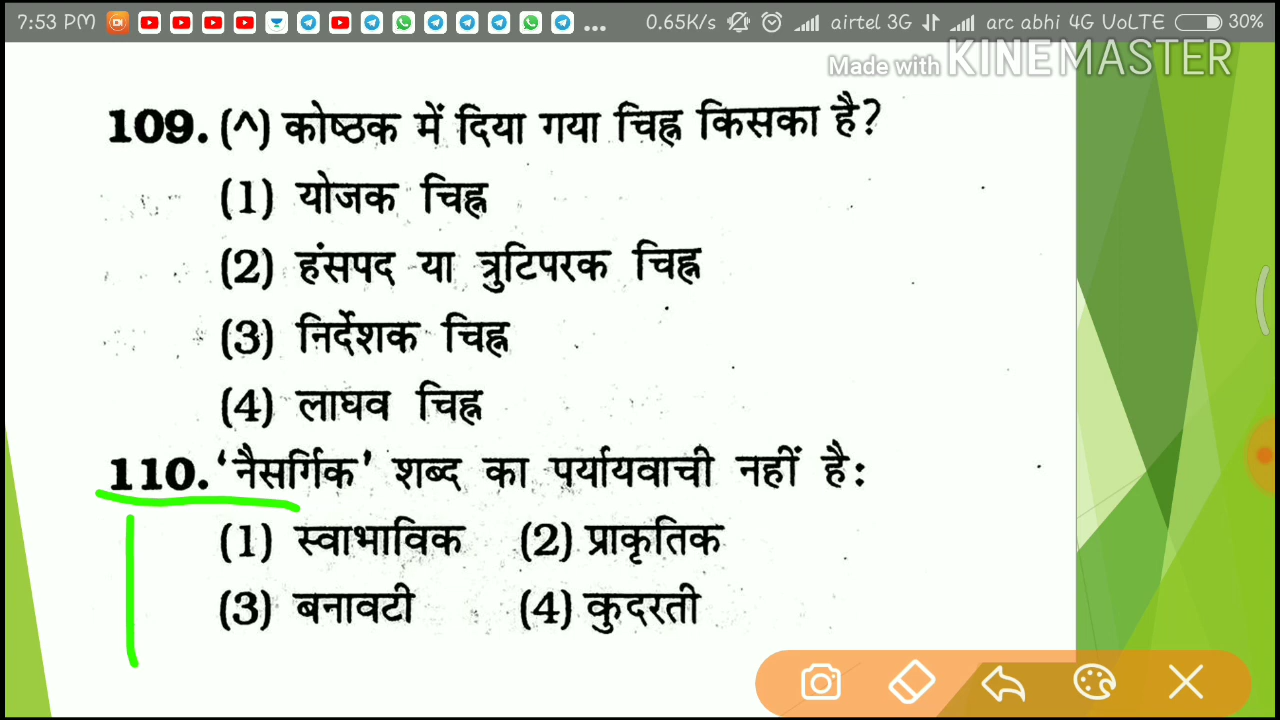 7:53 PM ... 0.65K/s airtel 3G arc abhi 4G VoLTE 30%
Made with KINEMASTER
109. (^) कोष्ठक में दिया गया चिह्न किसका है?
(1) योजक चिह्न
(2) हंसपद या त्रुटिपरक चिह्न
(3) निर्देशक चिह्न
(4) लाघव चिह्न
110. 'नैसर्गिक' शब्द का पर्यायवाची नहीं है:
(1) स्वाभाविक (2) प्राकृतिक
(3) बनावटी (4) कुदरती